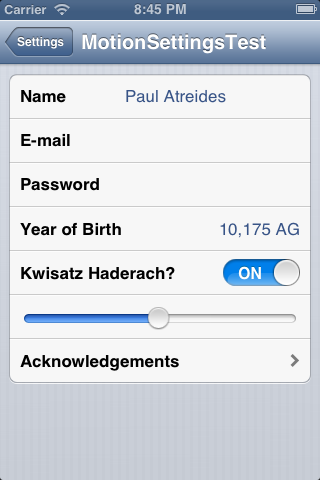 Carrier 8:45 PM
Settings MotionSettingsTest
Name Paul Atreides
E-mail
Password
Year of Birth 10,175 AG
Kwisatz Haderach? ON
Acknowledgements